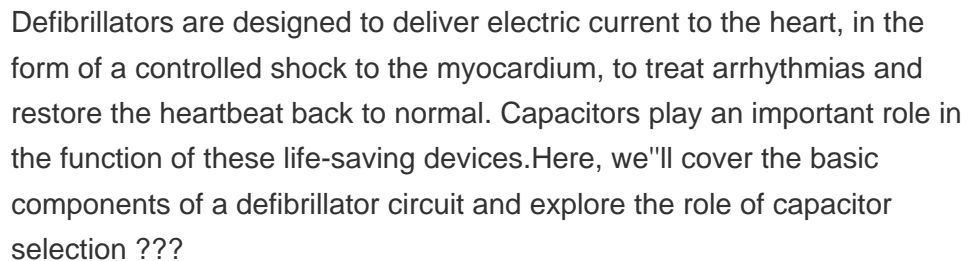 Defibrillators are designed to deliver electric current to the heart, in the
form of a controlled shock to the myocardium, to treat arrhythmias and
restore the heartbeat back to normal. Capacitors play an important role in
the function of these life-saving devices.Here, we"ll cover the basic
components of a defibrillator circuit and explore the role of capacitor
selection ???